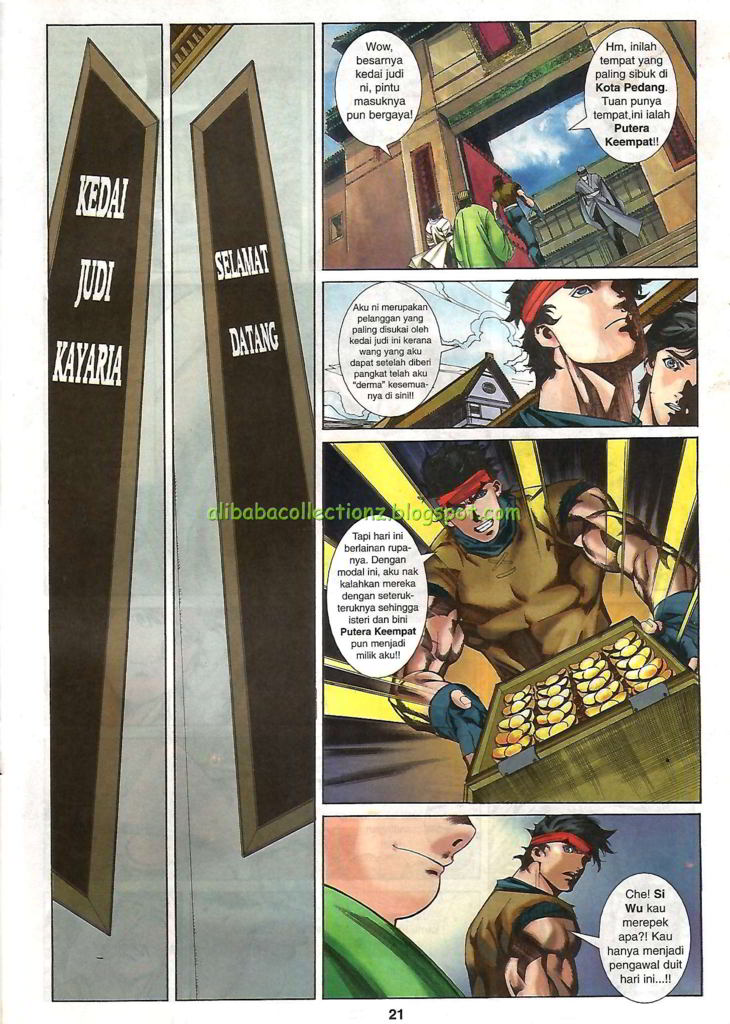 KEDAI
JUDI
KAYARIA
SELAMAT
DATANG
Wow,
besarnya
kedai judi
ni, pintu
masuknya
pun bergaya!
Hm, inilah
tempat yang
paling sibuk di
Kota Pedang.
Tuan punya
tempat ini ialah
Putera
Keempat!!
Aku ni merupakan
pelanggan yang
paling disukai oleh
kedai judi ini kerana
wang yang aku
dapat setelah diberi
pangkat telah aku
"derma" kesemua-
nya di sini!!
alibabacollectionz.blogspot.com
Tapi hari ini
berlainan rupa-
nya. Dengan
modal ini, aku nak
kalahkan mereka
dengan seteruk-
teruknya sehingga
isteri dan bini
Putera Keempat
pun menjadi
milik aku!!
Che! Si
Wu kau
merepek
apa?! Kau
hanya menjadi
pengawal duit
hari ini...!!
21